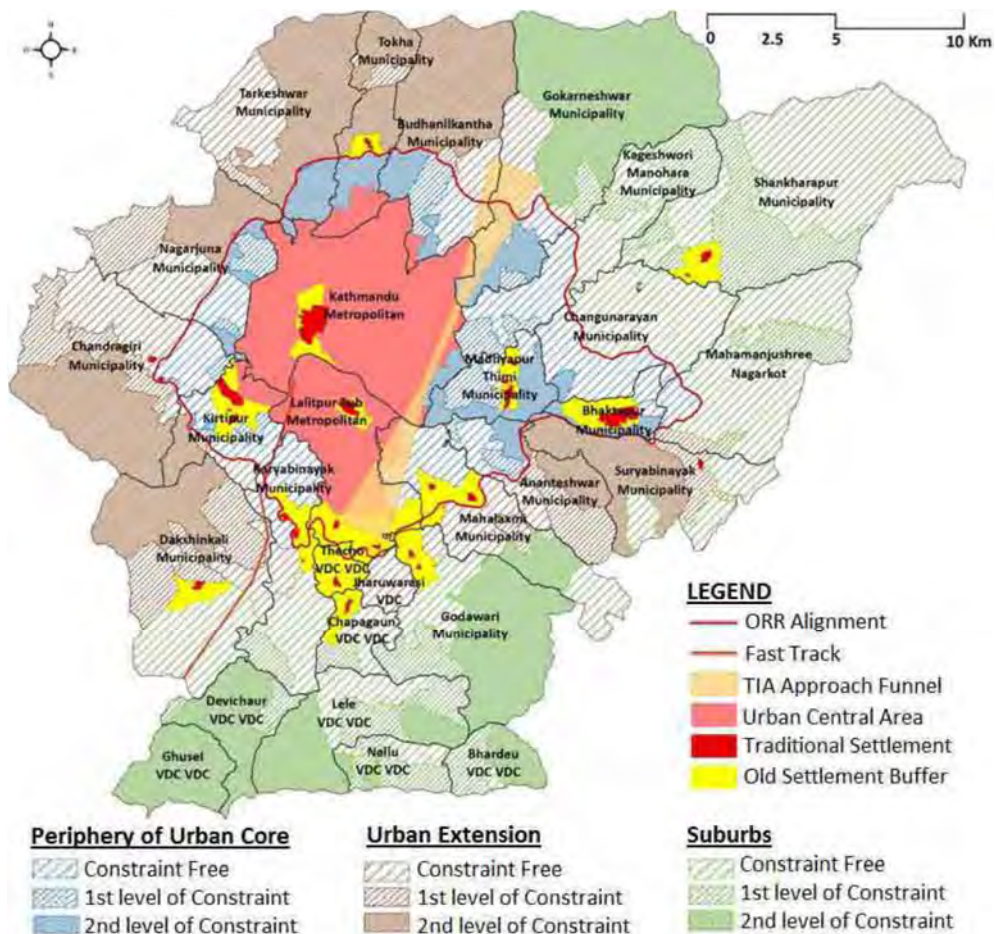 Tokha
Municipality
0 2.5 5 10 Km
Tarkeshwar
Municipality
Gokarneshwar
Municipality
Budhanilkantha
Municipality
Kageshwori
Manohara
Municipality
Shankharapur
Municipality
Nagarjuna
Municipality
Kathmandu
Metropolitan
Changunarayan
Municipality
Chandragiri
Municipality
Mahamanjushree
Nagarkot
Madhyapur
Thimi
Municipality
Lalitpur Sub
Metropolitan
Kirtipur
Municipality
Bhaktapur
Municipality
Karyabinayak
Municipality
Suryabinayak
Municipality
Ananteshwar
Municipality
Mahalaxmi
Municipality
Dakshinkali
Municipality
Thecho
VDC VDC
Jharuwarasi
VDC
Chapagaun
VDC VDC
Godawari
Municipality
Devichaur
VDC VDC
Lele
VDC VDC
Ghusel
VDC VDC
Nallu
VDC VDC
Bhardeu
VDC VDC
LEGEND
ORR Alignment
Fast Track
TIA Approach Funnel
Urban Central Area
Traditional Settlement
Old Settlement Buffer
Periphery of Urban Core
Constraint Free
1st level of Constraint
2nd level of Constraint
Urban Extension
Constraint Free
1st level of Constraint
2nd level of Constraint
Suburbs
Constraint Free
1st level of Constraint
2nd level of Constraint